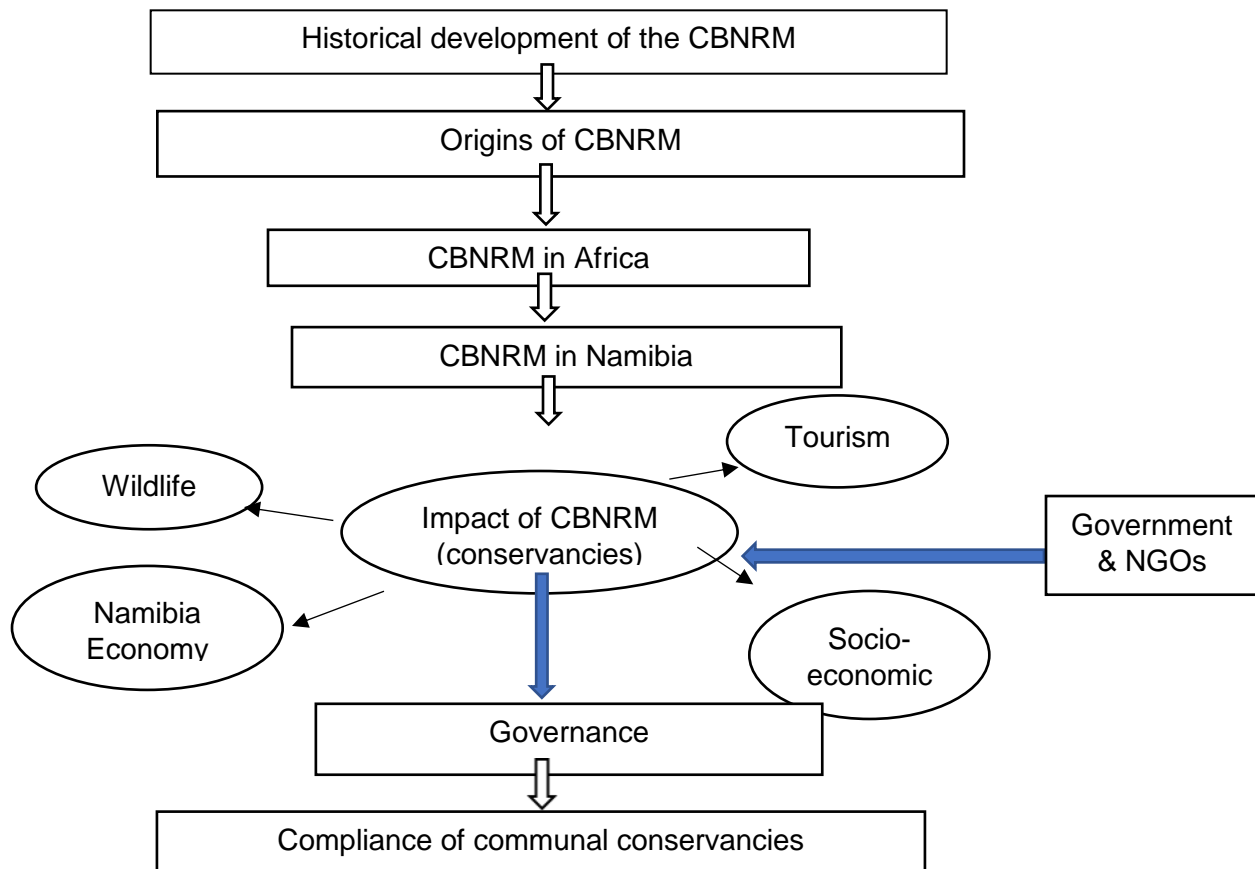 Historical development of the CBNRM
Origins of CBNRM
CBNRM in Africa
CBNRM in Namibia
Tourism
Wildlife
Impact of CBNRM
(conservancies)
Government
& NGOs
Namibia
Economy
Socio-
economic
Governance
Compliance of communal conservancies